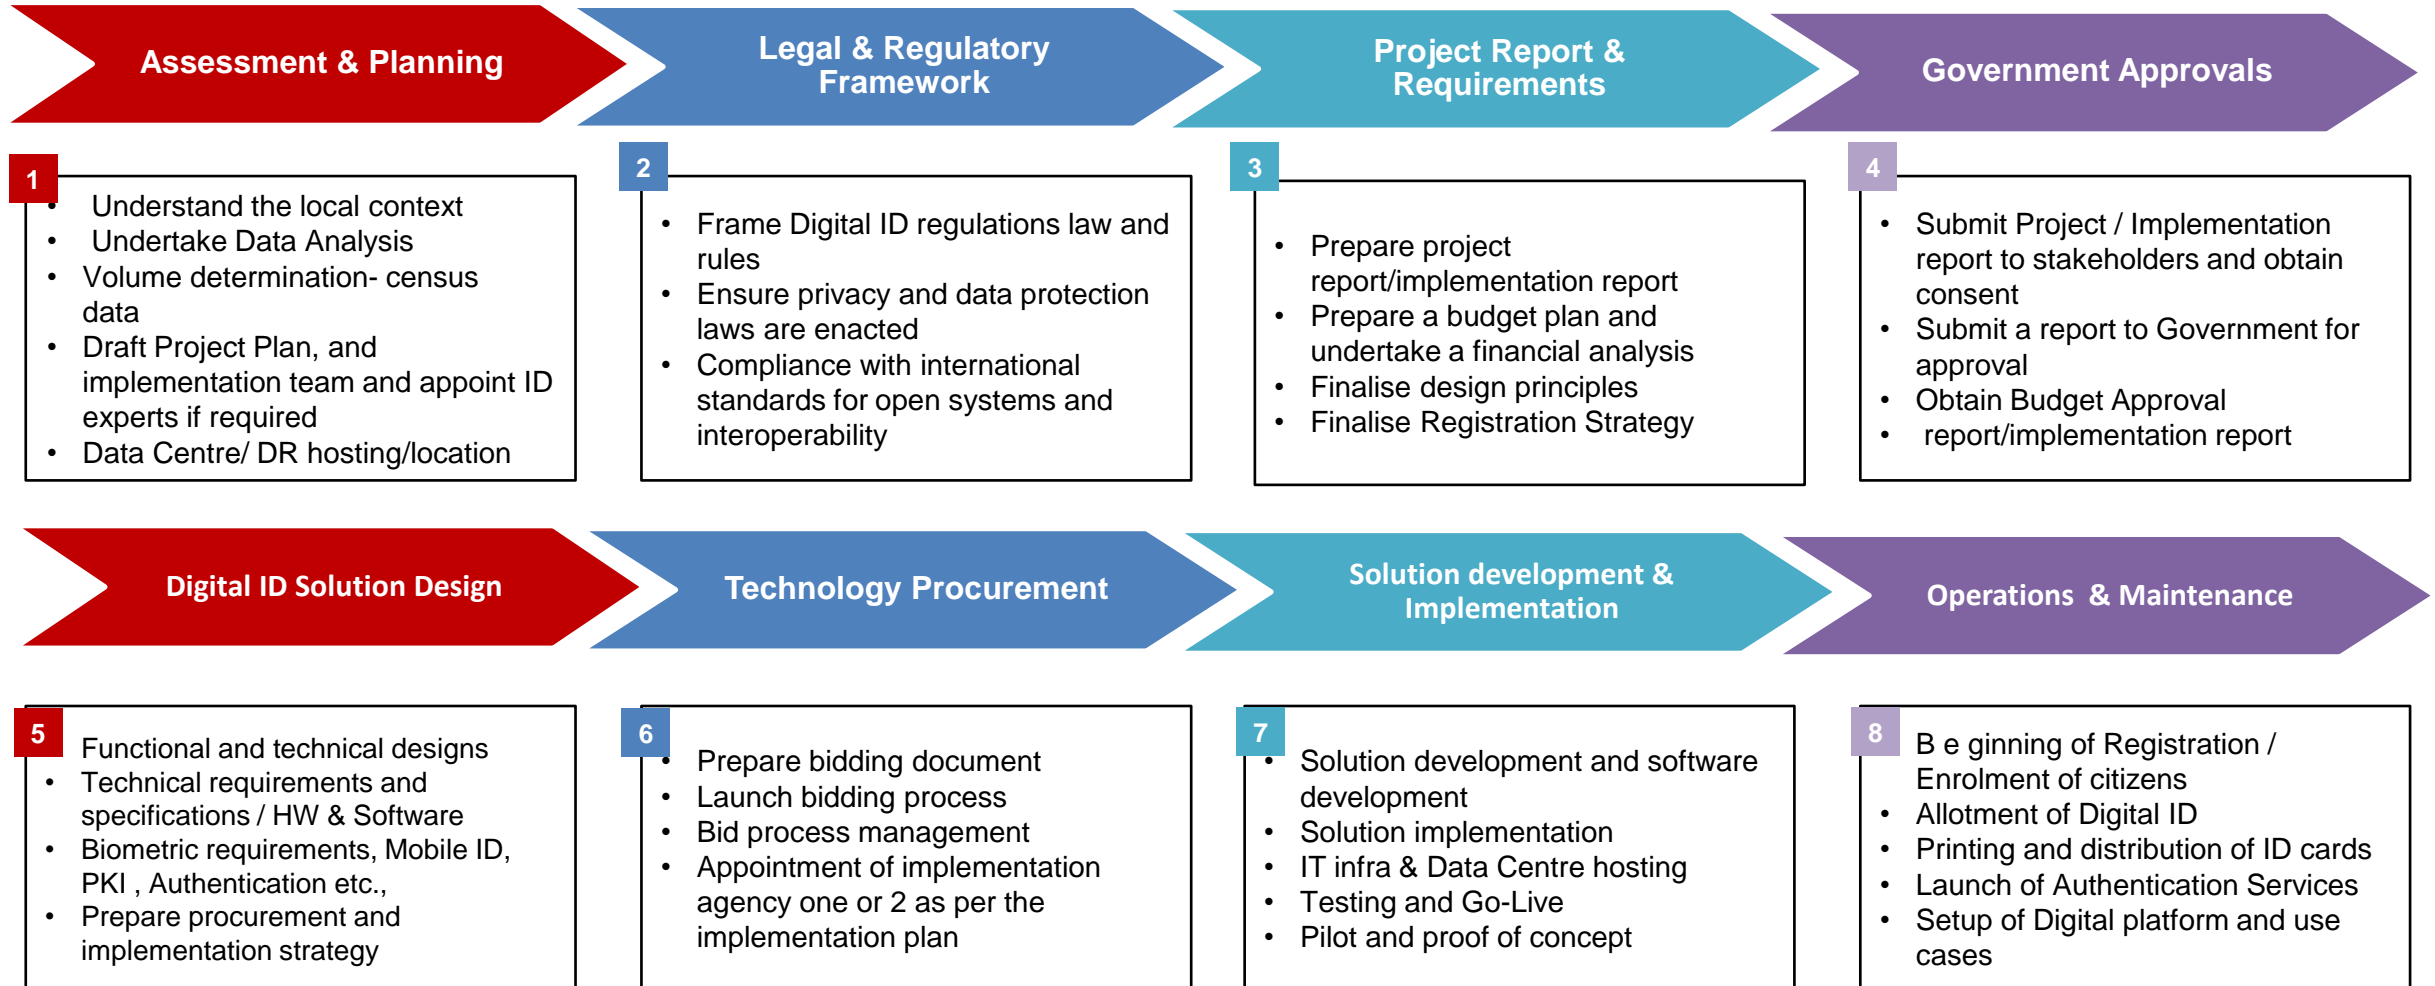 Assessment & Planning
Legal & Regulatory
Framework
Project Report &
Requirements
Government Approvals
1
• Understand the local context
• Undertake Data Analysis
• Volume determination- census
data
• Draft Project Plan, and
implementation team and appoint ID
experts if required
• Data Centre/ DR hosting/location
2
• Frame Digital ID regulations law and
rules
• Ensure privacy and data protection
laws are enacted
• Compliance with international
standards for open systems and
interoperability
3
• Prepare project
report/implementation report
• Prepare a budget plan and
undertake a financial analysis
• Finalise design principles
• Finalise Registration Strategy
4
• Submit Project / Implementation
report to stakeholders and obtain
consent
• Submit a report to Government for
approval
• Obtain Budget Approval
• report/implementation report
Digital ID Solution Design
Technology Procurement
Solution development &
Implementation
Operations & Maintenance
5
Functional and technical designs
• Technical requirements and
specifications / HW & Software
• Biometric requirements, Mobile ID,
PKI , Authentication etc.,
• Prepare procurement and
implementation strategy
6
• Prepare bidding document
• Launch bidding process
• Bid process management
• Appointment of implementation
agency one or 2 as per the
implementation plan
7
• Solution development and software
development
• Solution implementation
• IT infra & Data Centre hosting
• Testing and Go-Live
• Pilot and proof of concept
8
B e ginning of Registration /
Enrolment of citizens
• Allotment of Digital ID
• Printing and distribution of ID cards
• Launch of Authentication Services
• Setup of Digital platform and use
cases